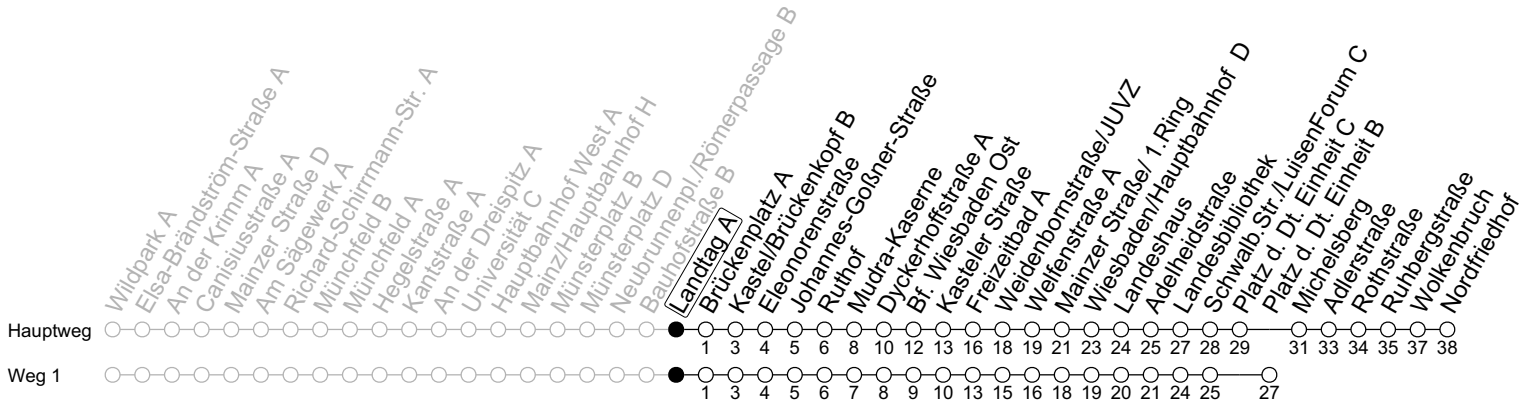 Wildpark A
Elsa-Brändström-Straße A
An der Krimm A
Canisiusstraße A
Mainzer Straße D
Am Sägewerk A
Richard-Schirrmann-Str. A
Münchfeld B
Münchfeld A
Hegelstraße A
Kantstraße A
An der Dreispitz A
Universität C
Hauptbahnhof West A
Mainz/Hauptbahnhof H
Münsterplatz B
Münsterplatz D
Neubrunnenpl./Römerpassage B
Bauhofstraße B
Landtag A
Brückenplatz A
Kastel/Brückenkopf B
Eleonorenstraße
Johannes-Goßner-Straße
Ruthof
Mudra-Kaserne
Dyckerhoffstraße A
Bf. Wiesbaden Ost
Kasteler Straße
Freizeitbad A
Weidenbornstraße/JUVZ
Welfenstraße A
Mainzer Straße/ 1.Ring
Wiesbaden/Hauptbahnhof D
Landeshaus
Adelheidstraße
Landesbibliothek
Schwalb.Str./LuisenForum C
Platz d. Dt. Einheit C
Platz d. Dt. Einheit B
Michelsberg
Adlerstraße
Rothstraße
Ruhbergstraße
Wolkenbruch
Nordfriedhof
Hauptweg
1 3 4 5 6 8 10 12 13 16 18 19 21 23 24 25 27 28 29 31 33 34 35 37 38
Weg 1
1 3 4 5 6 7 8 9 10 13 15 16 18 19 20 21 24 25 27